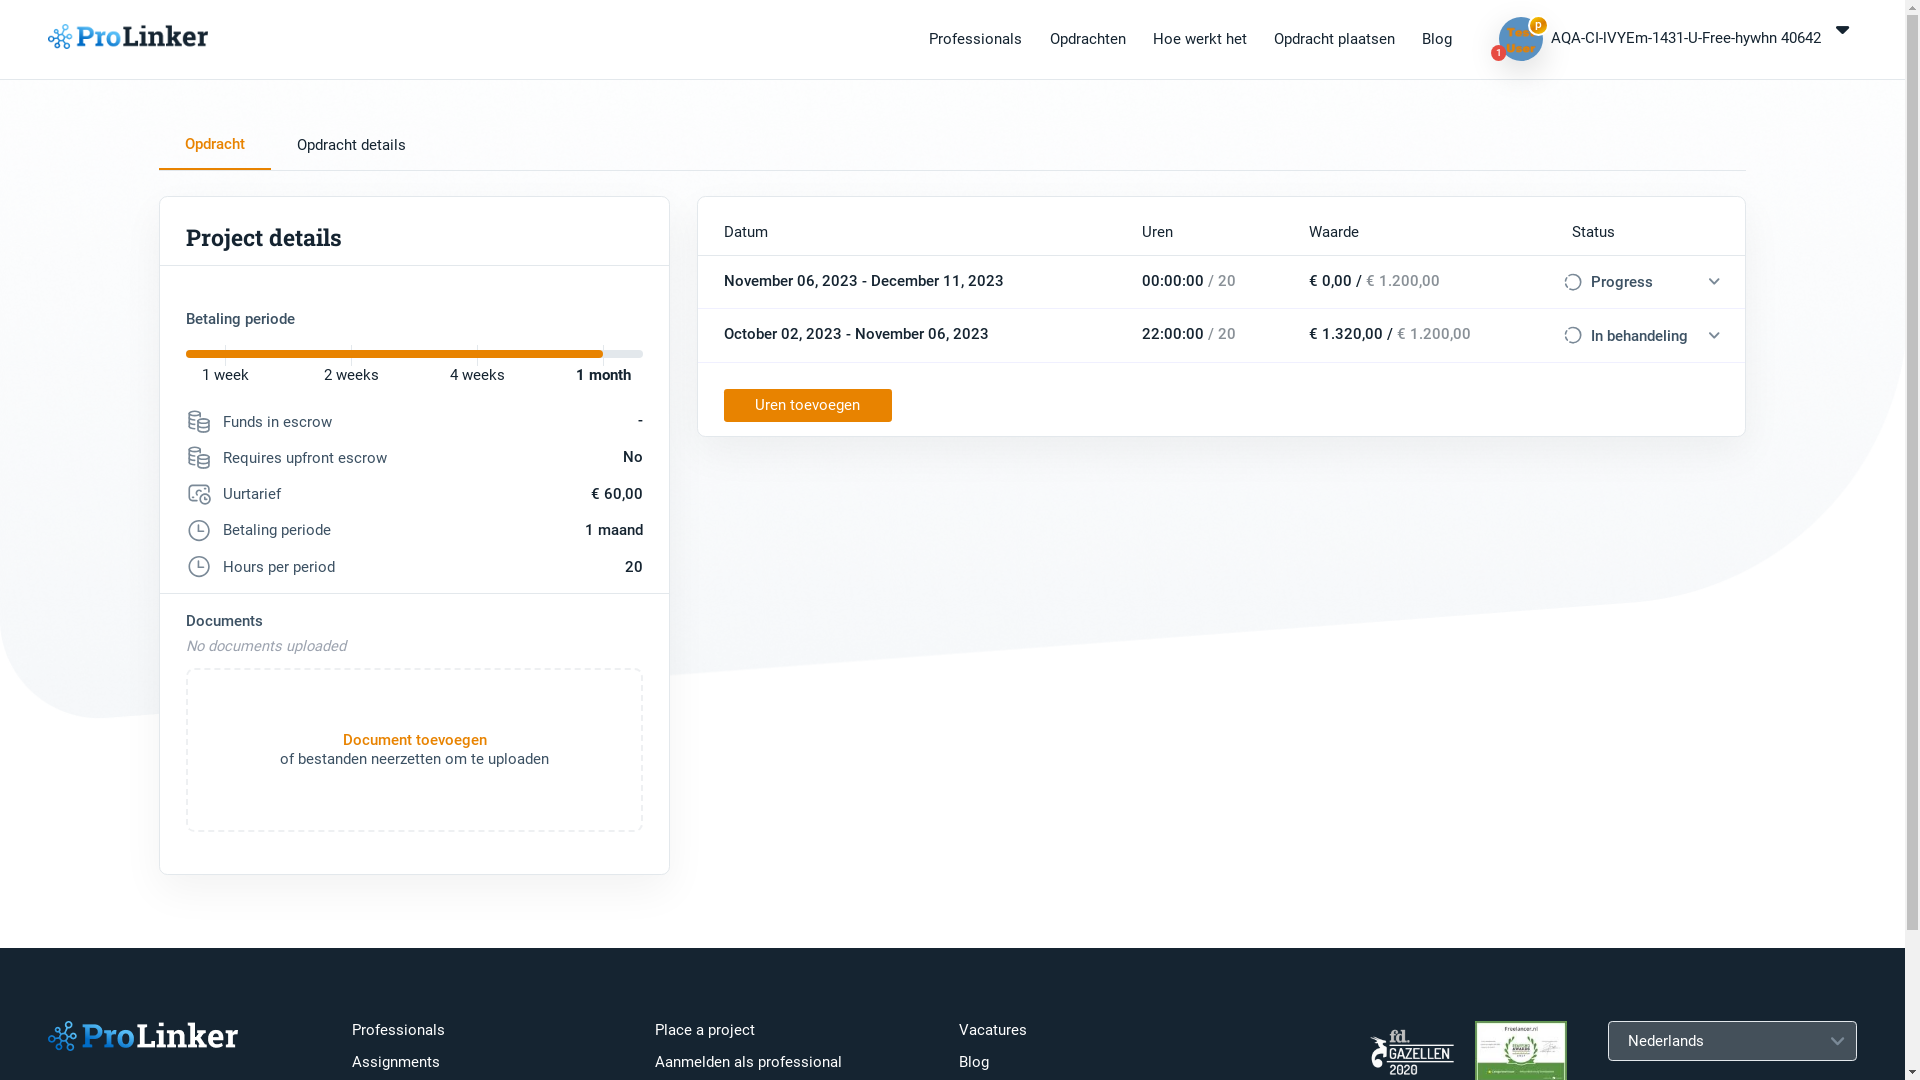 ProLinker
Professionals
Opdrachten
Hoe werkt het
Opdracht plaatsen
Blog
p
1
AQA-CI-lVYEm-1431-U-Free-hywhn 40642
Opdracht
Opdracht details
Project details
Betaling periode
1 week
2 weeks
4 weeks
1 month
Funds in escrow
-
Requires upfront escrow
No
Uurtarief
€ 60,00
Betaling periode
1 maand
Hours per period
20
Documents
No documents uploaded
Document toevoegen
of bestanden neerzetten om te uploaden
Datum
Uren
Waarde
Status
November 06, 2023 - December 11, 2023
00:00:00 / 20
€ 0,00 / € 1.200,00
Progress
October 02, 2023 - November 06, 2023
22:00:00 / 20
€ 1.320,00 / € 1.200,00
In behandeling
Uren toevoegen
ProLinker
Professionals
Assignments
Place a project
Aanmelden als professional
Vacatures
Blog
fd.
GAZELLEN
2020
Freelancer.nl
Nederlands